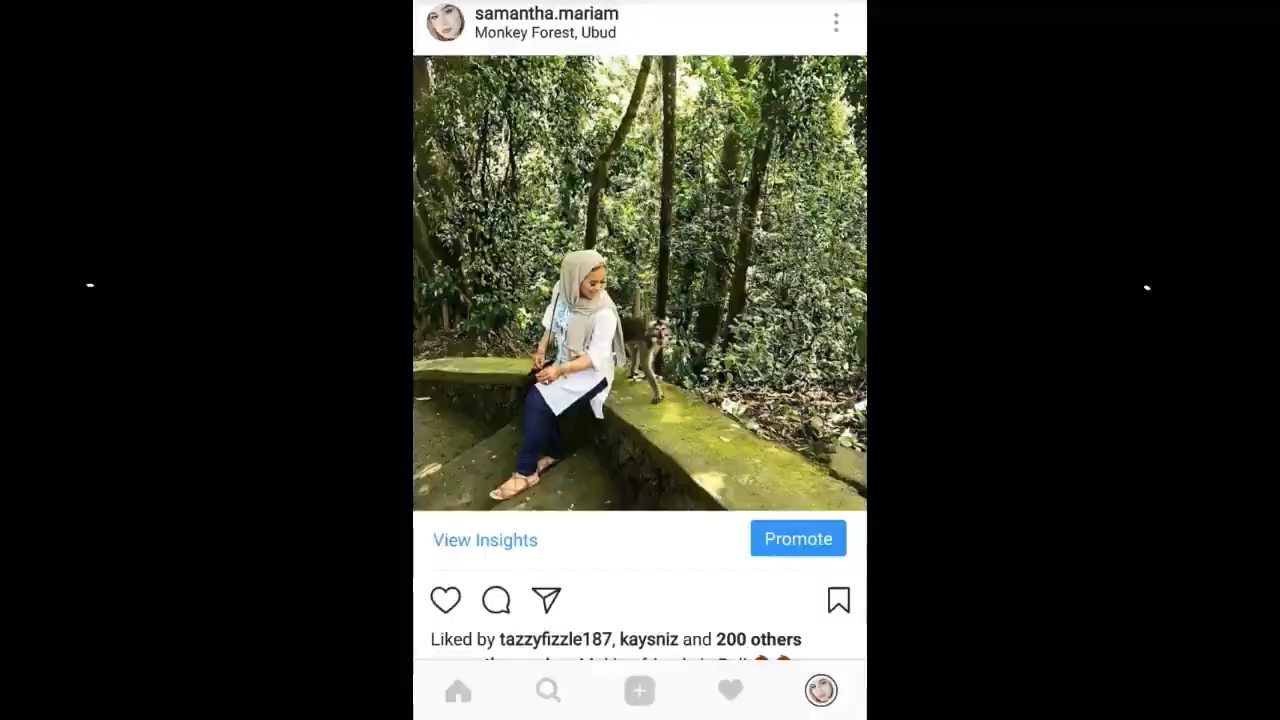 samantha.mariam
Monkey Forest, Ubud
View Insights
Promote
Liked by tazzyfizzle187, kaysniz and 200 others